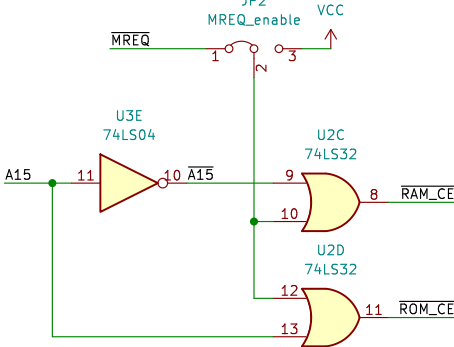 JP2
MREQ_enable
VCC
MREQ
1
2
3
U3E
74LS04
A15
11
10
A15
U2C
74LS32
9
10
8
RAM_CE
U2D
74LS32
12
13
11
ROM_CE